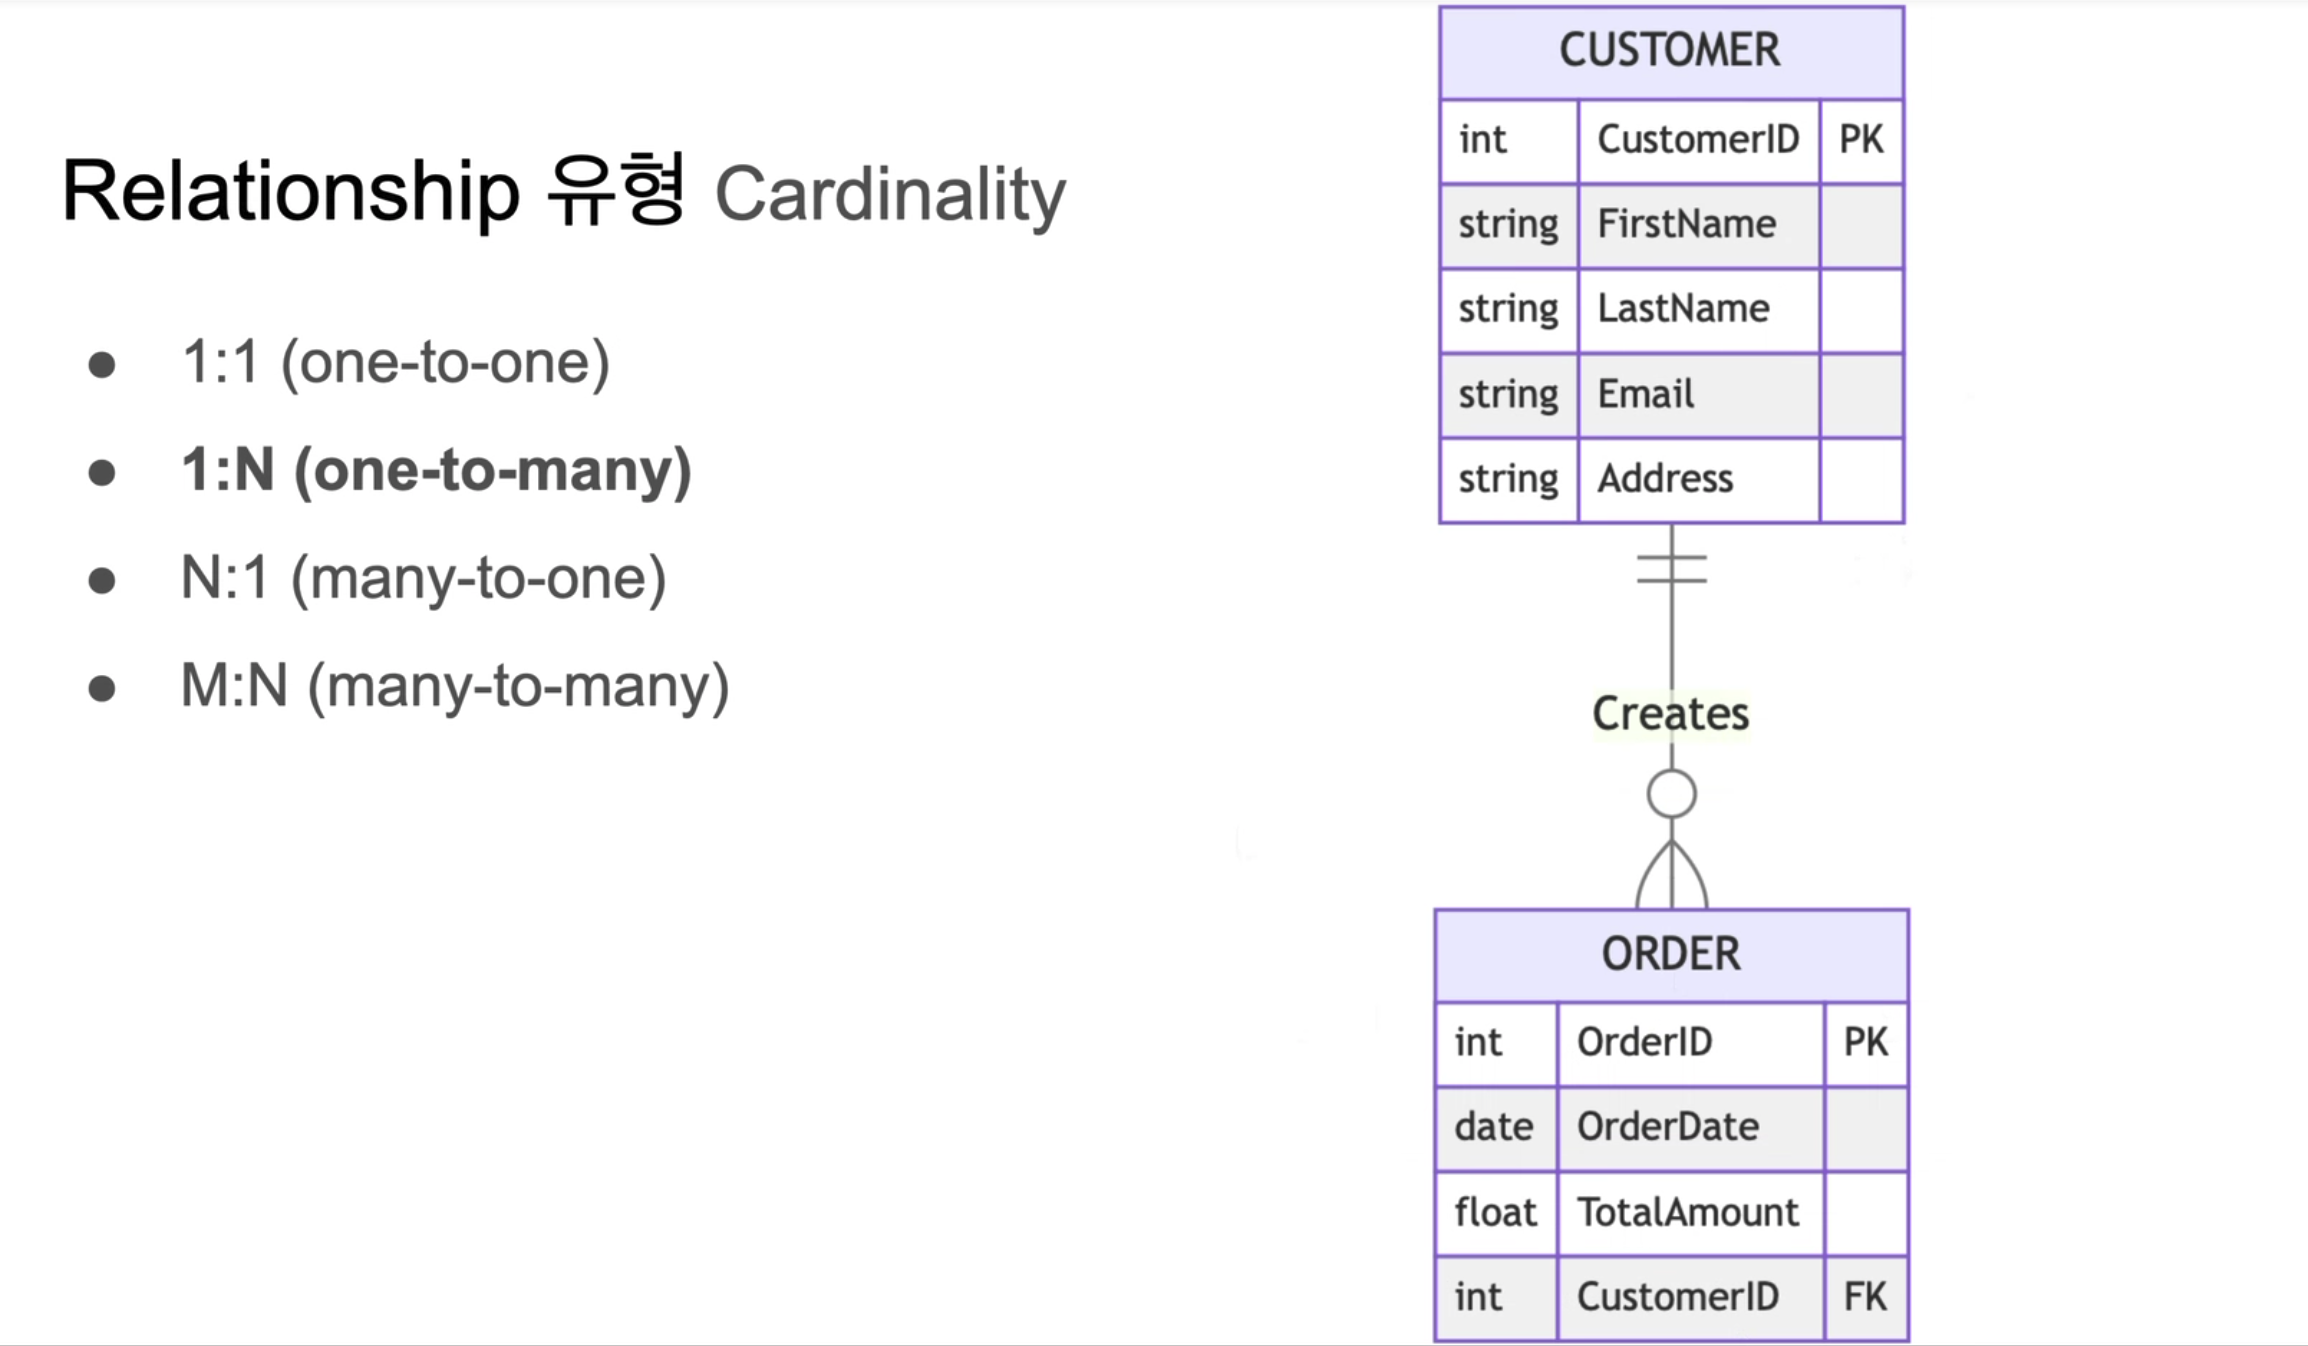 Relationship 유형 Cardinality
● 1:1 (one-to-one)
● 1:N (one-to-many)
● N:1 (many-to-one)
● M:N (many-to-many)
CUSTOMER
int CustomerID PK
string FirstName
string LastName
string Email
string Address
Creates
ORDER
int OrderID PK
date OrderDate
float TotalAmount
int CustomerID FK